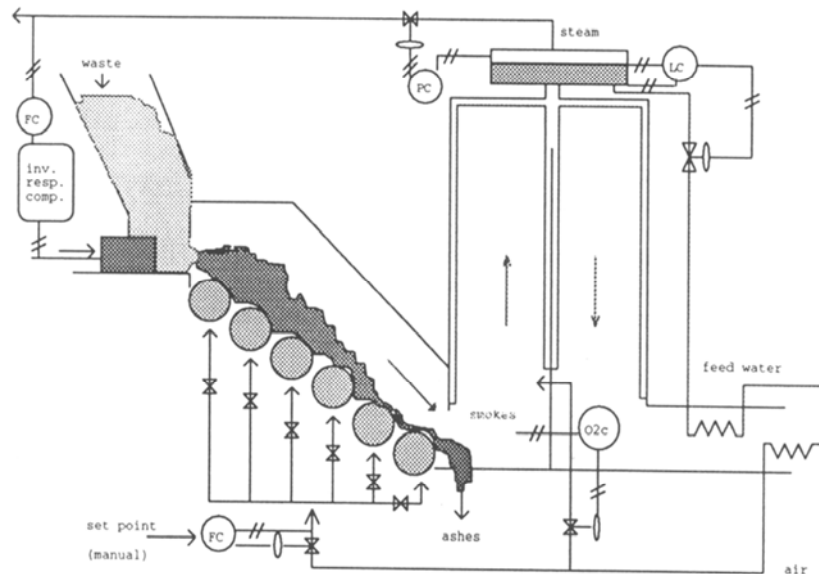 steam
waste
LC
PC
FC
inv.
resp.
comp.
feed water
smokes
O2c
set point
(manual)
FC
ashes
air